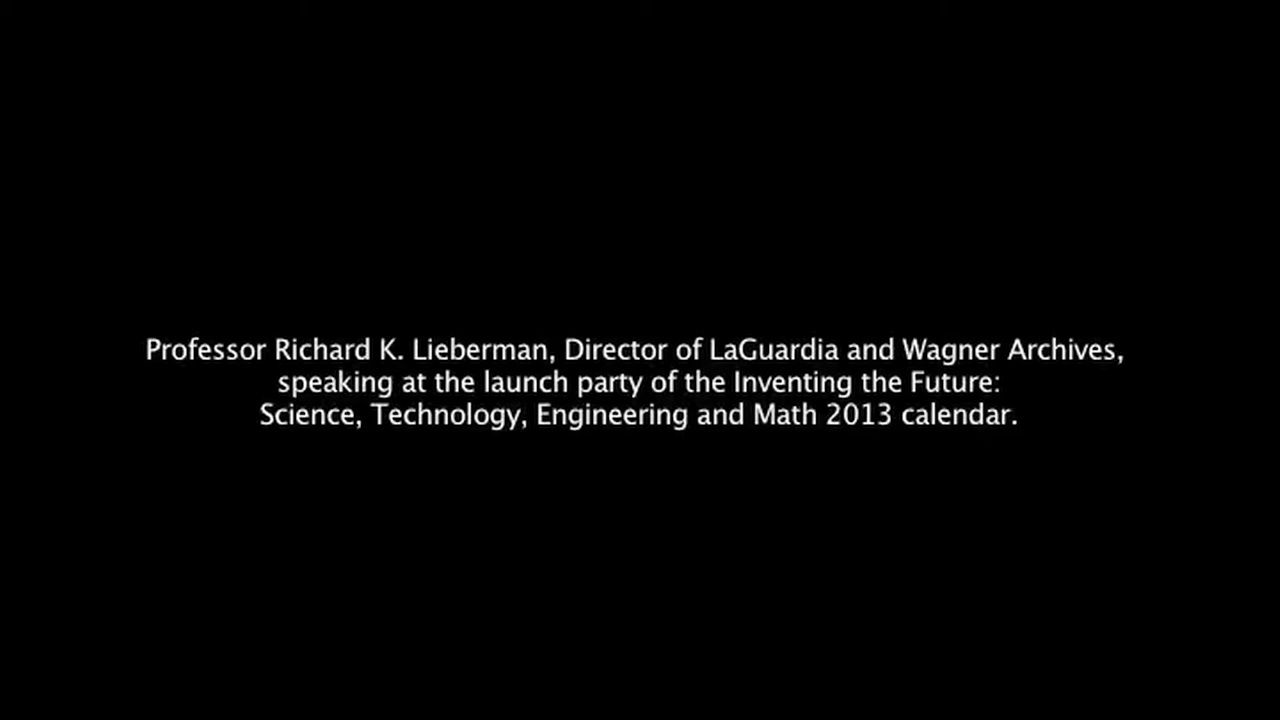 Professor Richard K. Lieberman, Director of LaGuardia and Wagner Archives,
speaking at the launch party of the Inventing the Future:
Science, Technology, Engineering and Math 2013 calendar.